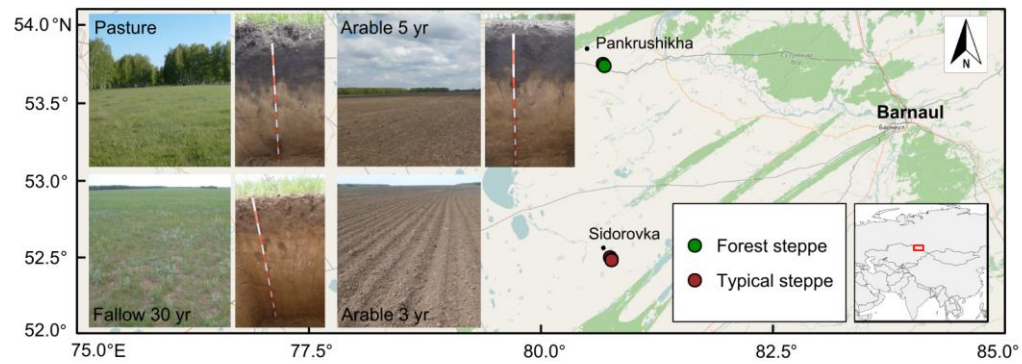 54.0°
53.5°
53.0°
52.5°
52.0°
Pasture
Arable 5 yr
Fallow 30 yr
Arable 3 yr
Pankrushikha
Barnaul
Sidorovka
N
Forest steppe
Typical steppe
75.0°E
77.5°
80.0°
82.5°
85.0°